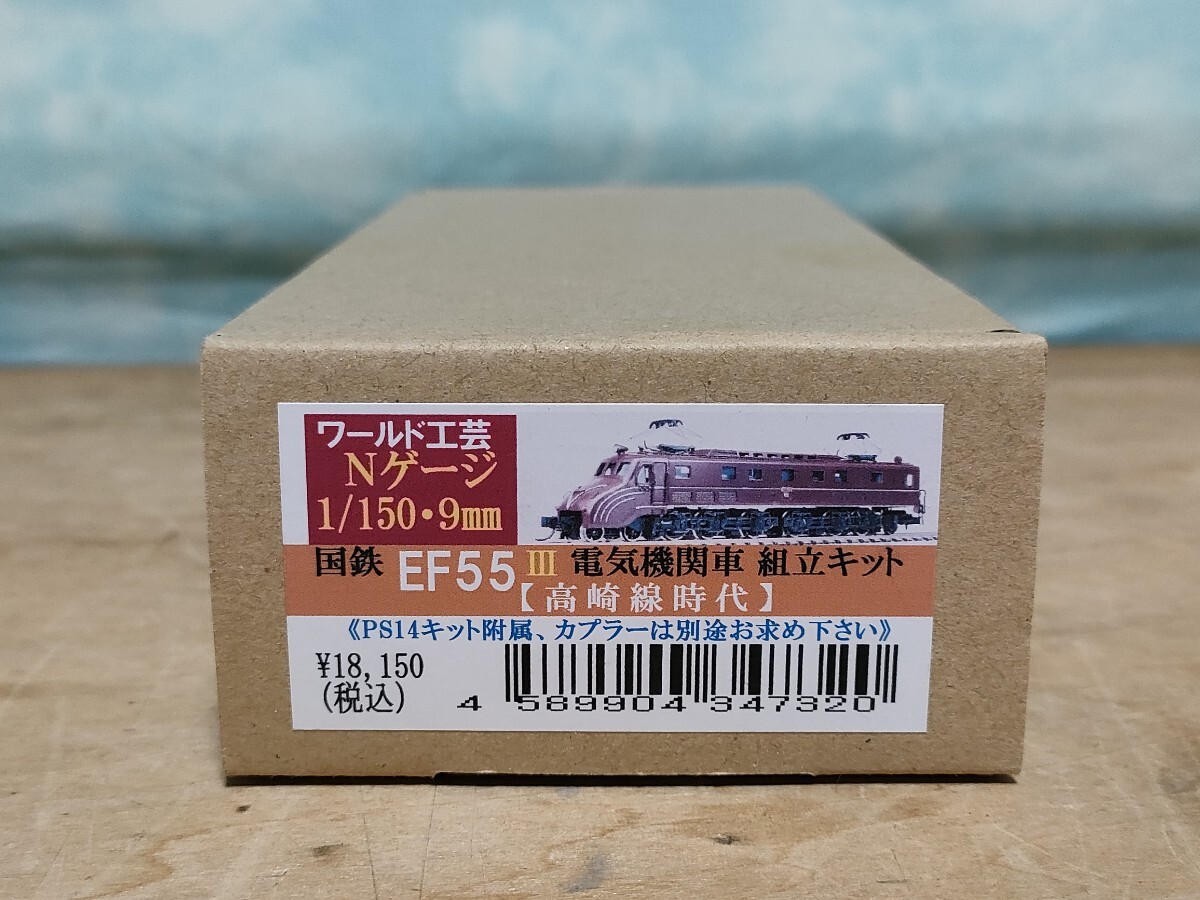 ワールド工芸
Nゲージ
1/150・9mm
国鉄 EF55 III 電気機関車 組立キット
【高崎線時代】
《PS14キット附属、カプラーは別途お求め下さい》
¥18,150
(税込)
4 589904 347320